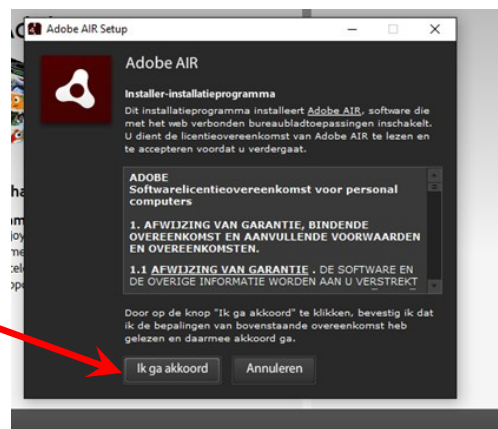 Adobe AIR Setup
Adobe AIR
Installer-installatieprogramma
Dit installatieprogramma installeert Adobe AIR, software die
met het web verbonden bureaubladtoepassingen inschakelt.
U dient de licentieovereenkomst van Adobe AIR te lezen en
te accepteren voordat u verdergaat.
ADOBE
Softwarelicentieovereenkomst voor personal
computers
1. AFWIJZING VAN GARANTIE, BINDENDE
OVEREENKOMST EN AANVULLENDE VOORWAARDEN
EN OVEREENKOMSTEN.
1.1 AFWIJZING VAN GARANTIE . DE SOFTWARE EN
DE OVERIGE INFORMATIE WORDEN AAN U VERSTREKT
Door op de knop "Ik ga akkoord" te klikken, bevestig ik dat
ik de bepalingen van bovenstaande overeenkomst heb
gelezen en daarmee akkoord ga.
Ik ga akkoord
Annuleren